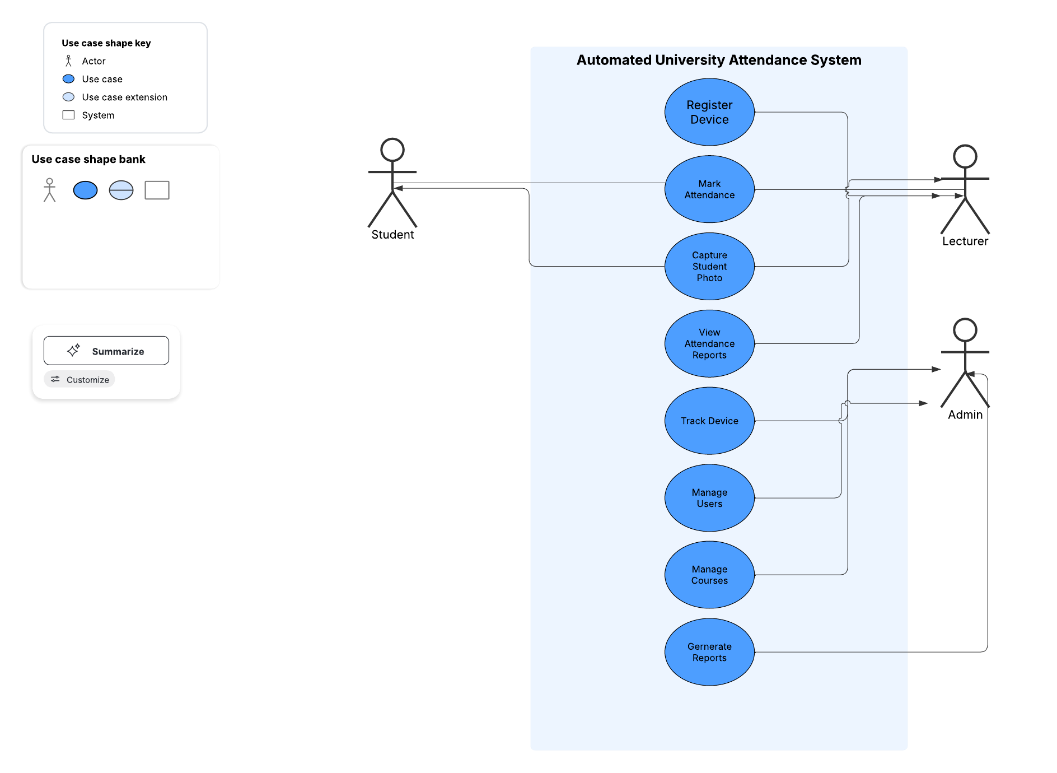 Use case shape key
Actor
Use case
Use case extension
System
Use case shape bank
Summarize
Customize
Automated University Attendance System
Register
Device
Mark
Attendance
Capture
Student
Photo
View
Attendance
Reports
Track Device
Manage
Users
Manage
Courses
Gernerate
Reports
Student
Lecturer
Admin